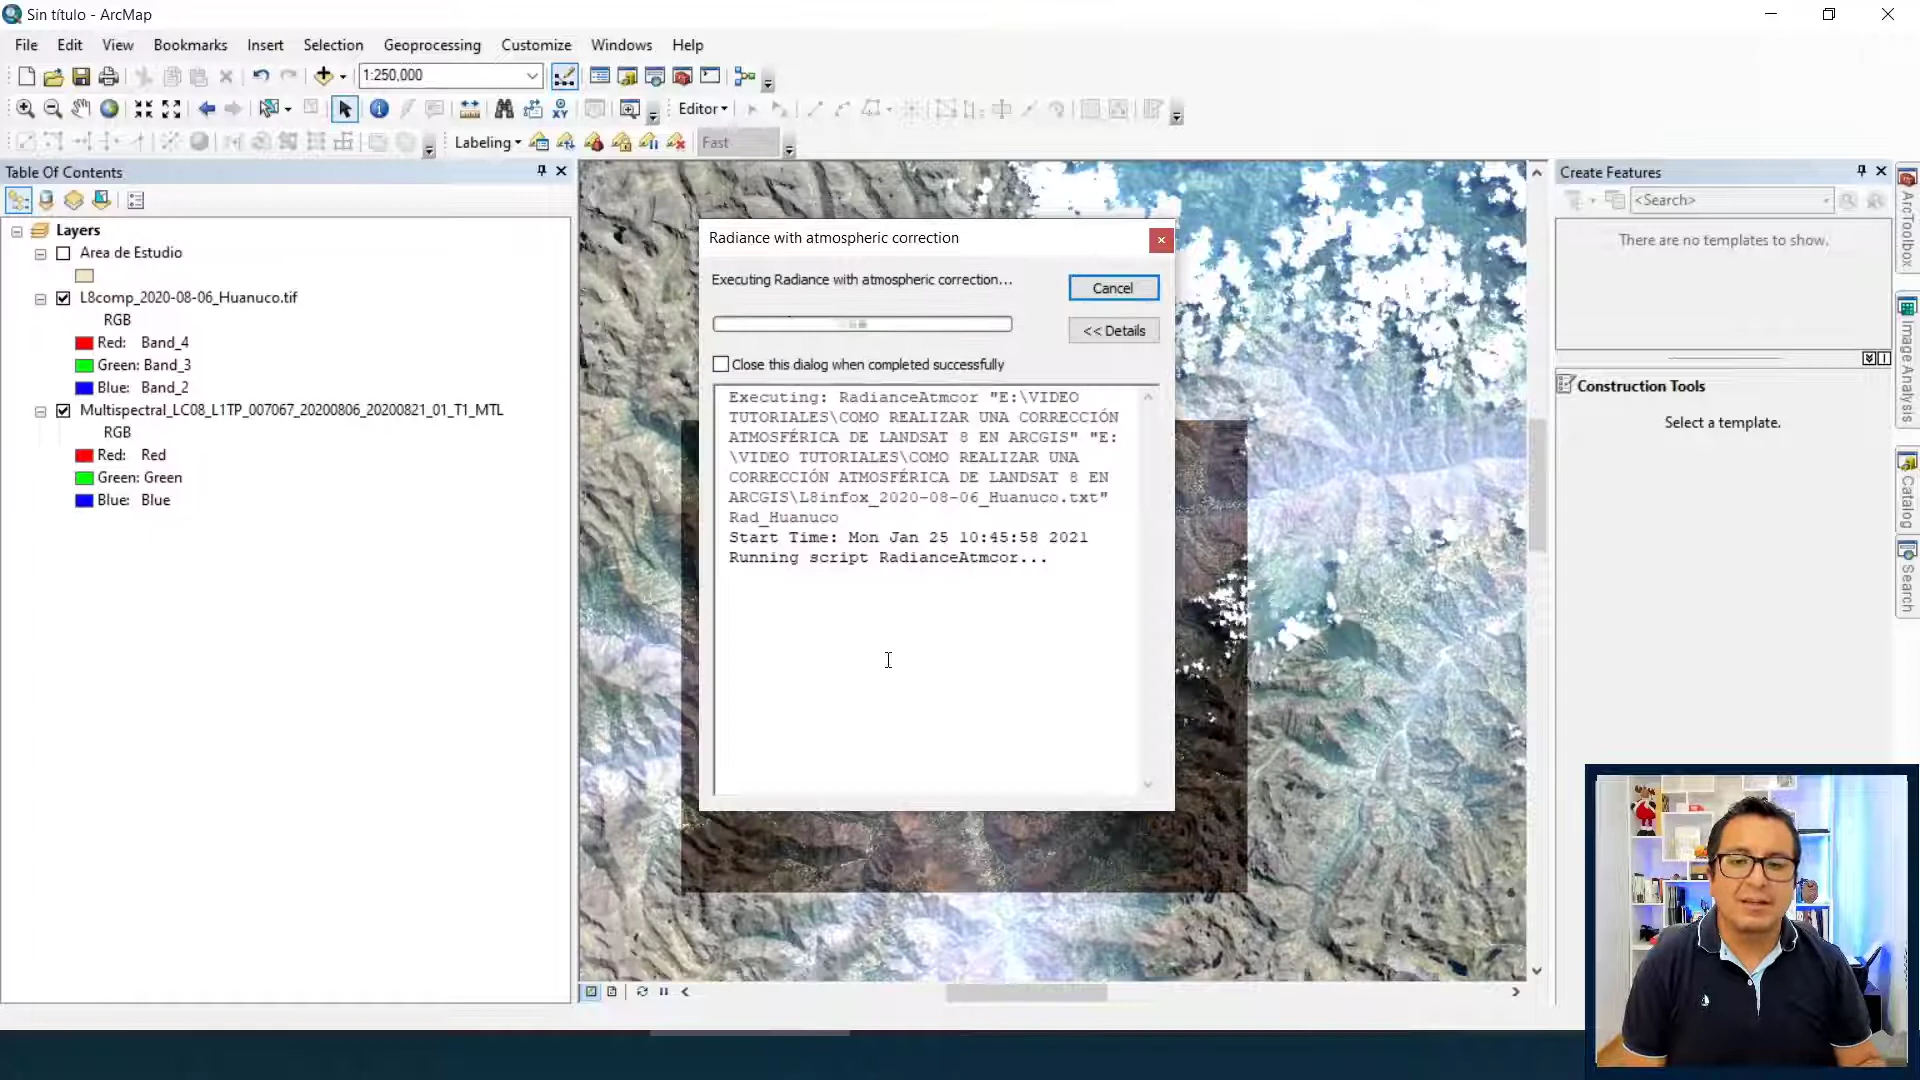 Sin título - ArcMap
File Edit View Bookmarks Insert Selection Geoprocessing Customize Windows Help
1:250,000
Editor
Labeling Fast
Table Of Contents
Layers
Area de Estudio
L8comp_2020-08-06_Huanuco.tif
RGB
Red: Band_4
Green: Band_3
Blue: Band_2
Multispectral_LC08_L1TP_007067_20200806_20200821_01_T1_MTL
RGB
Red: Red
Green: Green
Blue: Blue
Radiance with atmospheric correction
Executing Radiance with atmospheric correction...
Cancel
<< Details
Close this dialog when completed successfully
Executing: RadianceAtmcor "E:\VIDEO
TUTORIALES\COMO REALIZAR UNA CORRECCIÓN
ATMOSFÉRICA DE LANDSAT 8 EN ARCGIS" "E:
\VIDEO TUTORIALES\COMO REALIZAR UNA
CORRECCIÓN ATMOSFÉRICA DE LANDSAT 8 EN
ARCGIS\L8infox_2020-08-06_Huanuco.txt"
Rad_Huanuco
Start Time: Mon Jan 25 10:45:58 2021
Running script RadianceAtmcor...
Create Features
<Search>
There are no templates to show.
Construction Tools
Select a template.
ArcToolbox
Image Analysis
Catalog
Search